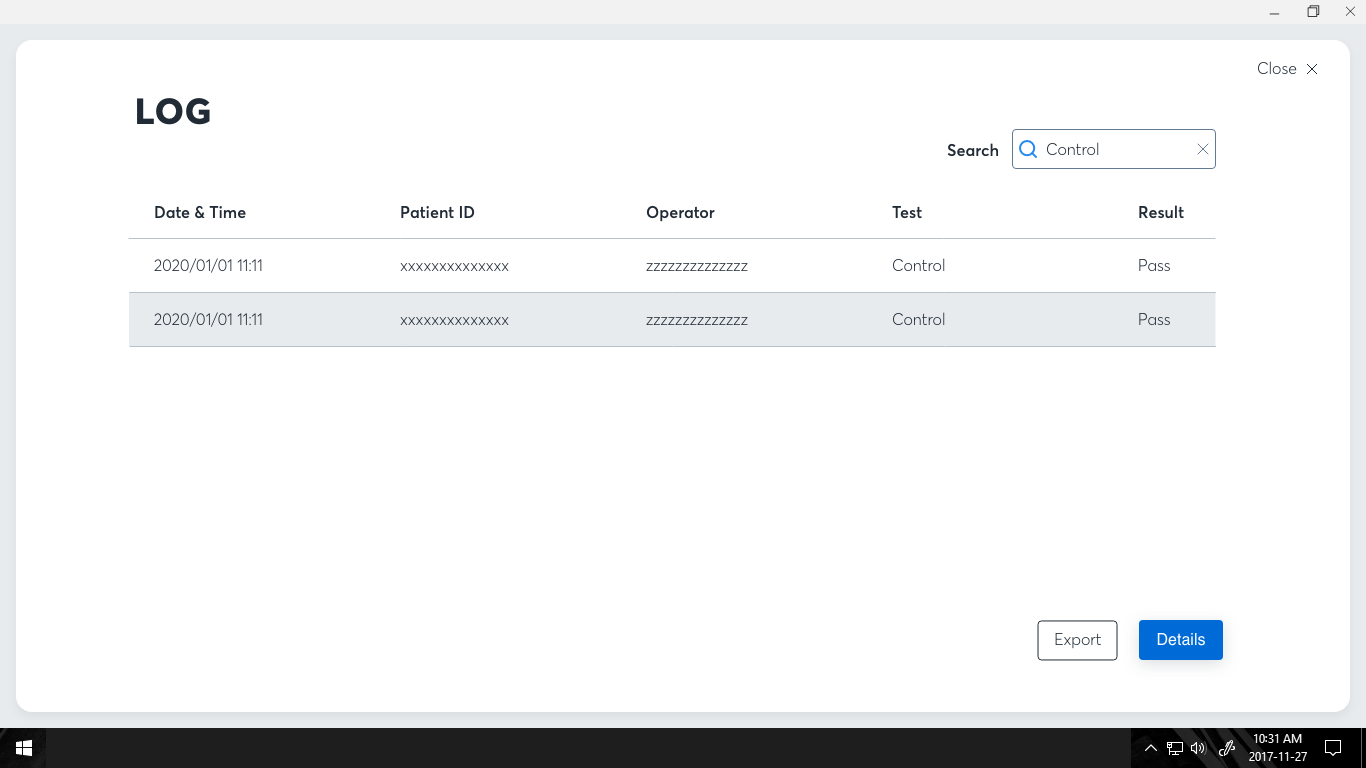 Close
LOG
Search Control
Date & Time Patient ID Operator Test Result
2020/01/01 11:11 xxxxxxxxxxxxxx zzzzzzzzzzzzzz Control Pass
2020/01/01 11:11 xxxxxxxxxxxxxx zzzzzzzzzzzzzz Control Pass
Export Details
10:31 AM
2017-11-27